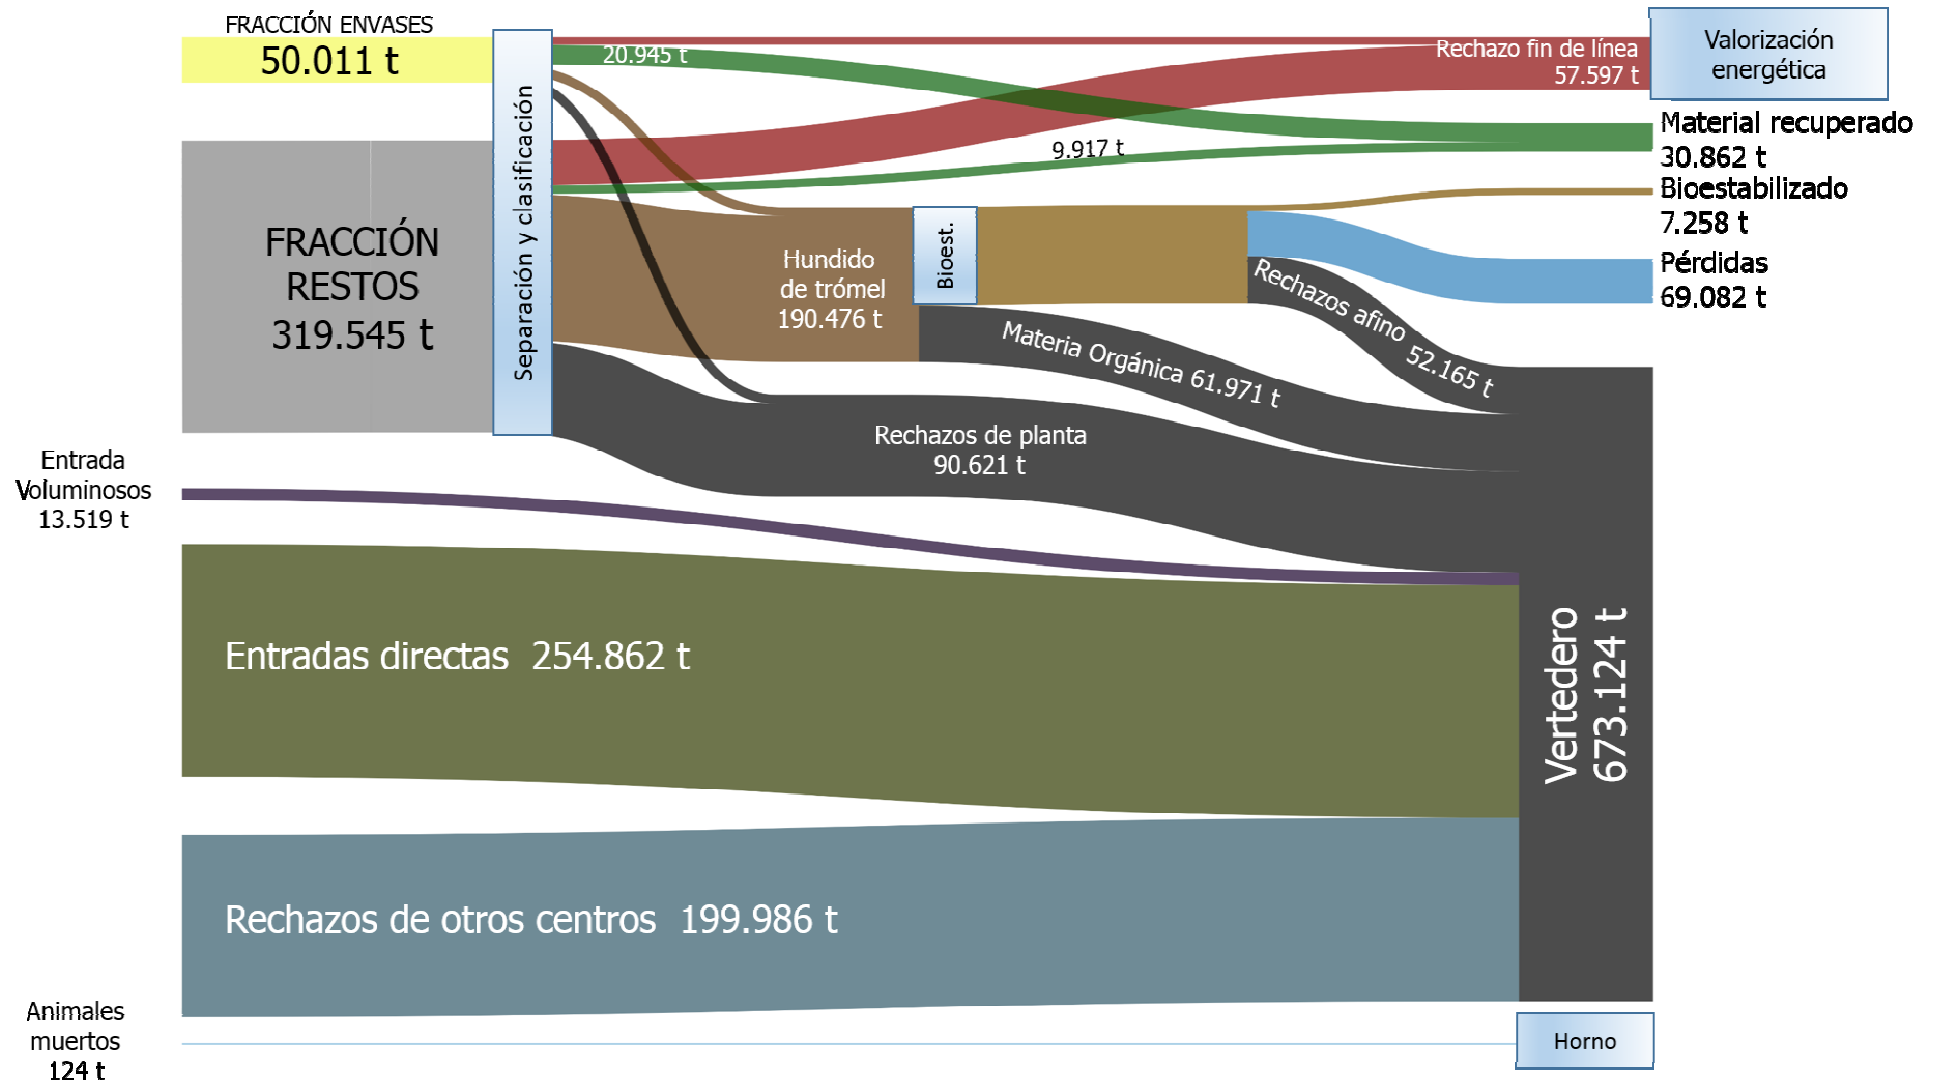 FRACCIÓN ENVASES
50.011 t
20.945 t
Rechazo fin de línea
57.597 t
Valorización
energética
Material recuperado
30.862 t
9.917 t
Bioestabilizado
7.258 t
Separación y clasificación
FRACCIÓN
RESTOS
319.545 t
Hundido
de trómel
190.476 t
Bioest.
Pérdidas
69.082 t
Rechazos afino 52.165 t
Materia Orgánica 61.971 t
Rechazos de planta
90.621 t
Entrada
Voluminosos
13.519 t
Entradas directas 254.862 t
Vertedero
673.124 t
Rechazos de otros centros 199.986 t
Animales
muertos
124 t
Horno